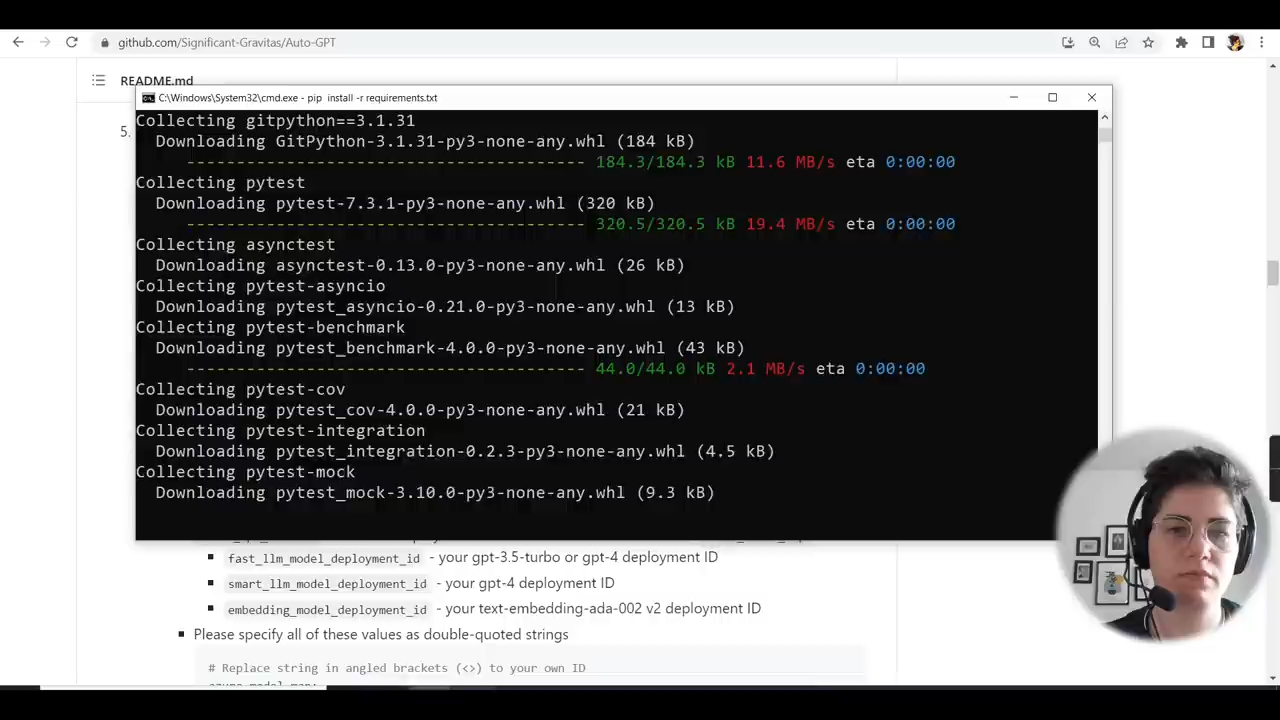 github.com/Significant-Gravitas/Auto-GPT
README.md
C:\Windows\System32\cmd.exe - pip  install -r requirements.txt
5.
Collecting gitpython==3.1.31
  Downloading GitPython-3.1.31-py3-none-any.whl (184 kB)
     ---------------------------------------- 184.3/184.3 kB 11.6 MB/s eta 0:00:00
Collecting pytest
  Downloading pytest-7.3.1-py3-none-any.whl (320 kB)
     ---------------------------------------- 320.5/320.5 kB 19.4 MB/s eta 0:00:00
Collecting asynctest
  Downloading asynctest-0.13.0-py3-none-any.whl (26 kB)
Collecting pytest-asyncio
  Downloading pytest_asyncio-0.21.0-py3-none-any.whl (13 kB)
Collecting pytest-benchmark
  Downloading pytest_benchmark-4.0.0-py3-none-any.whl (43 kB)
     ---------------------------------------- 44.0/44.0 kB 2.1 MB/s eta 0:00:00
Collecting pytest-cov
  Downloading pytest_cov-4.0.0-py3-none-any.whl (21 kB)
Collecting pytest-integration
  Downloading pytest_integration-0.2.3-py3-none-any.whl (4.5 kB)
Collecting pytest-mock
  Downloading pytest_mock-3.10.0-py3-none-any.whl (9.3 kB)
fast_llm_model_deployment_id - your gpt-3.5-turbo or gpt-4 deployment ID
smart_llm_model_deployment_id - your gpt-4 deployment ID
embedding_model_deployment_id - your text-embedding-ada-002 v2 deployment ID
Please specify all of these values as double-quoted strings
# Replace string in angled brackets (<>) to your own ID